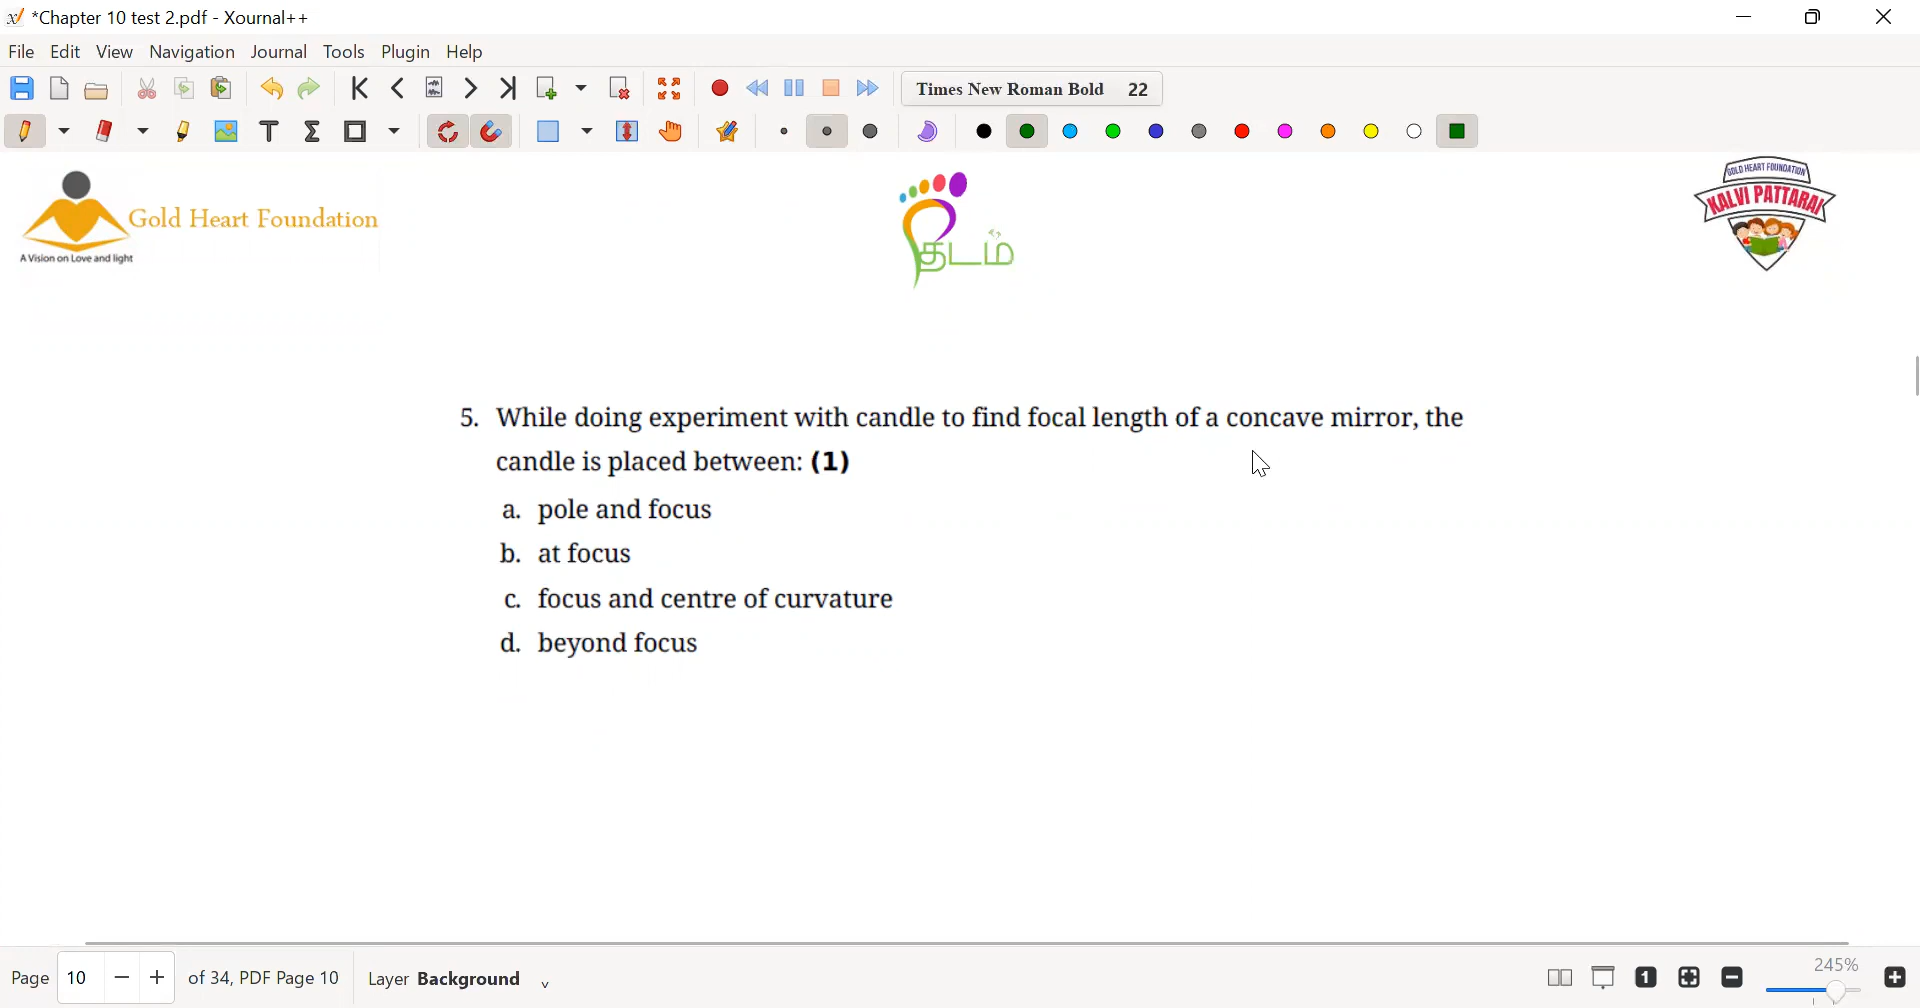 *Chapter 10 test 2.pdf - Xournal++
File Edit View Navigation Journal Tools Plugin Help
Times New Roman Bold 22
Gold Heart Foundation
A Vision on Love and light
தடம்
GOLD HEART FOUNDATION
KALVI PATTARAI
5. While doing experiment with candle to find focal length of a concave mirror, the
candle is placed between: (1)
a. pole and focus
b. at focus
c. focus and centre of curvature
d. beyond focus
Page 10 of 34, PDF Page 10 Layer Background
245%